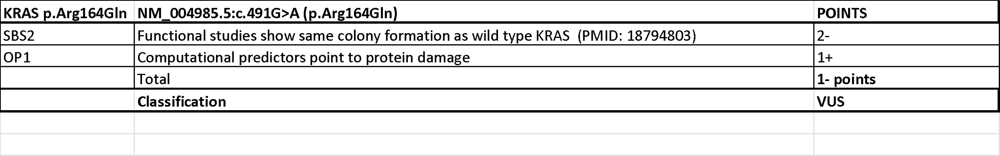 KRAS p.Arg164Gln NM_004985.5:c.491G>A (p.Arg164Gln) POINTS
SBS2 Functional studies show same colony formation as wild type KRAS (PMID: 18794803) 2-
OP1 Computational predictors point to protein damage 1+
Total 1- points
Classification VUS